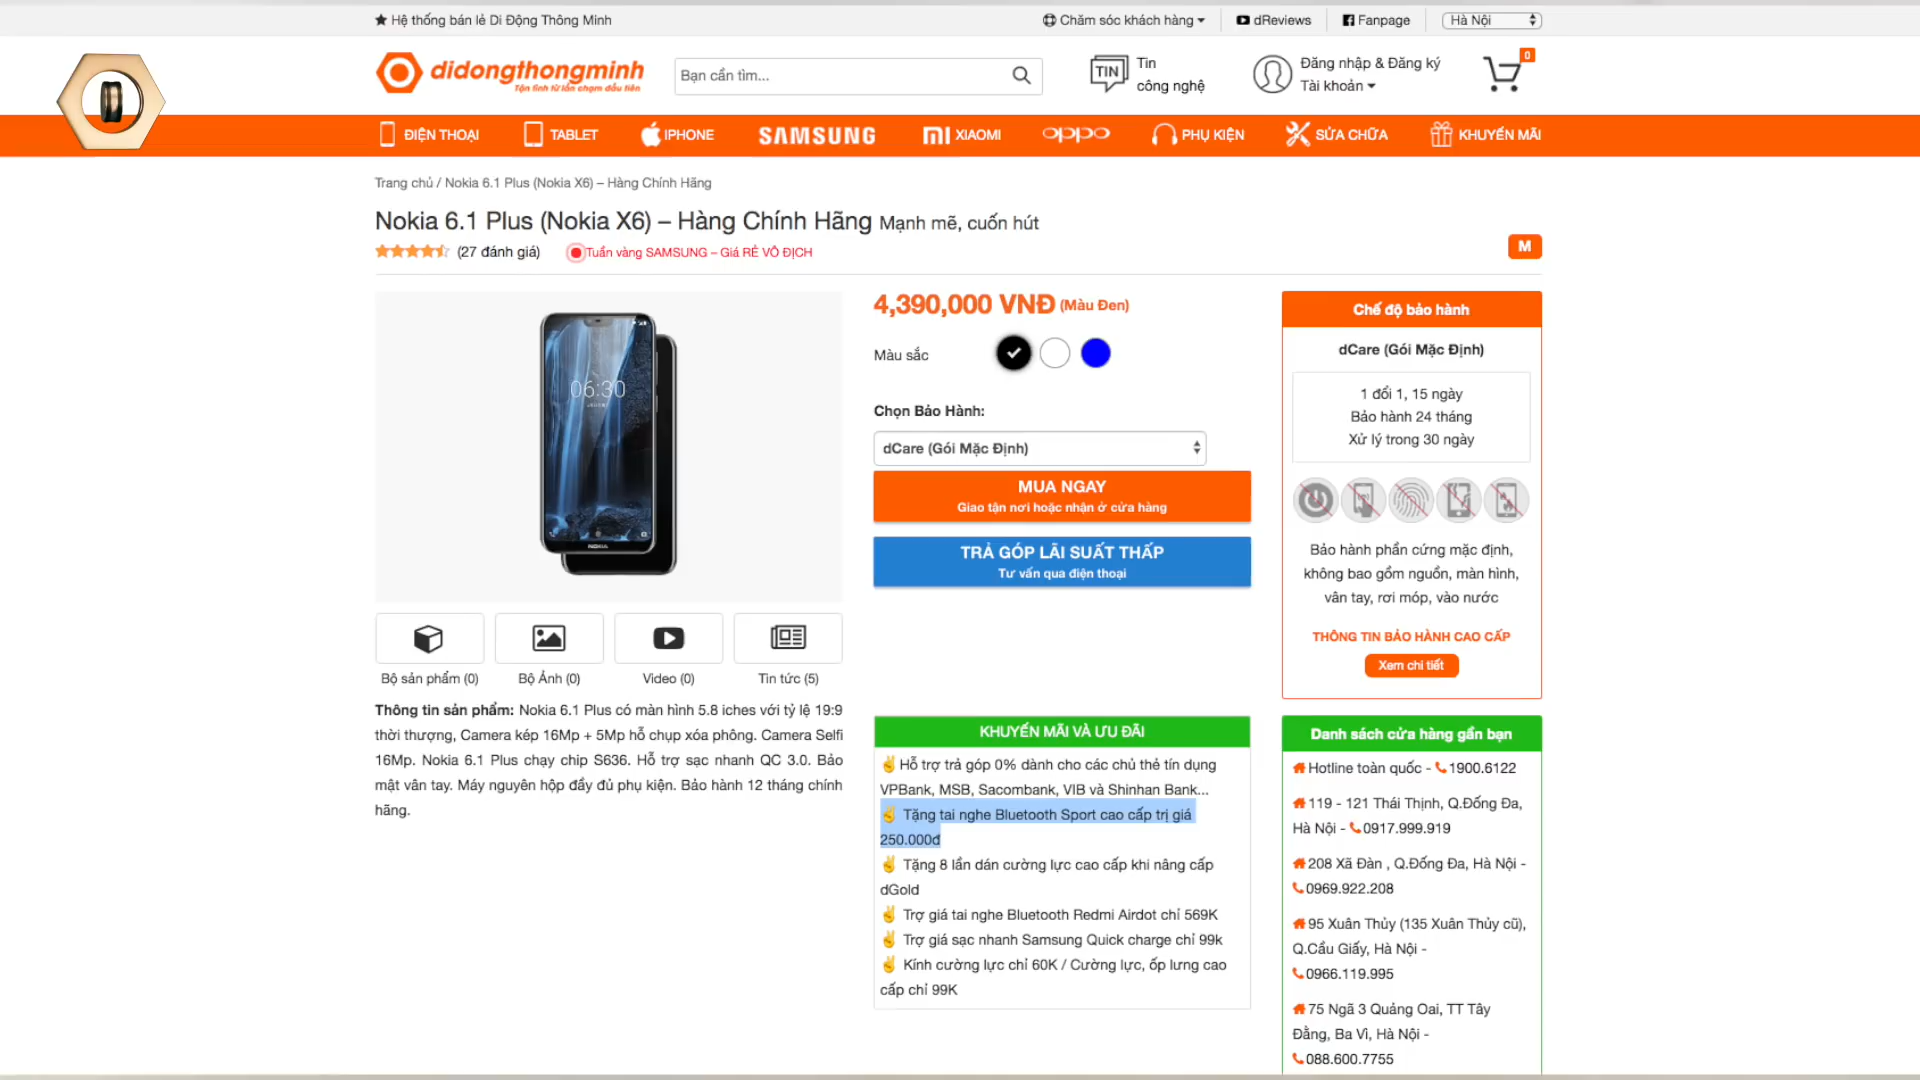 ★ Hệ thống bán lẻ Di Động Thông Minh
Chăm sóc khách hàng
dReviews
Fanpage
Hà Nội
didongthongminh
Tận tình từ lần chạm đầu tiên
Bạn cần tìm...
TIN
Tin
công nghệ
Đăng nhập & Đăng ký
Tài khoản
0
ĐIỆN THOẠI
TABLET
IPHONE
SAMSUNG
XIAOMI
oppo
PHỤ KIỆN
SỬA CHỮA
KHUYẾN MÃI
Trang chủ / Nokia 6.1 Plus (Nokia X6) – Hàng Chính Hãng
Nokia 6.1 Plus (Nokia X6) – Hàng Chính Hãng Mạnh mẽ, cuốn hút
(27 đánh giá)
Tuần vàng SAMSUNG – Giá RẺ VÔ ĐỊCH
M
06:30
NOKIA
4,390,000 VNĐ (Màu Đen)
Màu sắc
Chọn Bảo Hành:
dCare (Gói Mặc Định)
MUA NGAY
Giao tận nơi hoặc nhận ở cửa hàng
TRẢ GÓP LÃI SUẤT THẤP
Tư vấn qua điện thoại
Chế độ bảo hành
dCare (Gói Mặc Định)
1 đổi 1, 15 ngày
Bảo hành 24 tháng
Xử lý trong 30 ngày
Bảo hành phần cứng mặc định,
không bao gồm nguồn, màn hình,
vân tay, rơi móp, vào nước
THÔNG TIN BẢO HÀNH CAO CẤP
Xem chi tiết
Bộ sản phẩm (0)
Bộ Ảnh (0)
Video (0)
Tin tức (5)
Thông tin sản phẩm: Nokia 6.1 Plus có màn hình 5.8 iches với tỷ lệ 19:9
thời thượng, Camera kép 16Mp + 5Mp hỗ chụp xóa phông. Camera Selfi
16Mp. Nokia 6.1 Plus chạy chip S636. Hỗ trợ sạc nhanh QC 3.0. Bảo
mật vân tay. Máy nguyên hộp đầy đủ phụ kiện. Bảo hành 12 tháng chính
hãng.
KHUYẾN MÃI VÀ ƯU ĐÃI
✌Hỗ trợ trả góp 0% dành cho các chủ thẻ tín dụng
VPBank, MSB, Sacombank, VIB và Shinhan Bank...
✌ Tặng tai nghe Bluetooth Sport cao cấp trị giá
250.000đ
✌ Tặng 8 lần dán cường lực cao cấp khi nâng cấp
dGold
✌ Trợ giá tai nghe Bluetooth Redmi Airdot chỉ 569K
✌ Trợ giá sạc nhanh Samsung Quick charge chỉ 99k
✌ Kính cường lực chỉ 60K / Cường lực, ốp lưng cao
cấp chỉ 99K
Danh sách cửa hàng gần bạn
Hotline toàn quốc - 1900.6122
119 - 121 Thái Thịnh, Q.Đống Đa,
Hà Nội - 0917.999.919
208 Xã Đàn , Q.Đống Đa, Hà Nội -
0969.922.208
95 Xuân Thủy (135 Xuân Thủy cũ),
Q.Cầu Giấy, Hà Nội -
0966.119.995
75 Ngã 3 Quảng Oai, TT Tây
Đằng, Ba Vì, Hà Nội -
088.600.7755